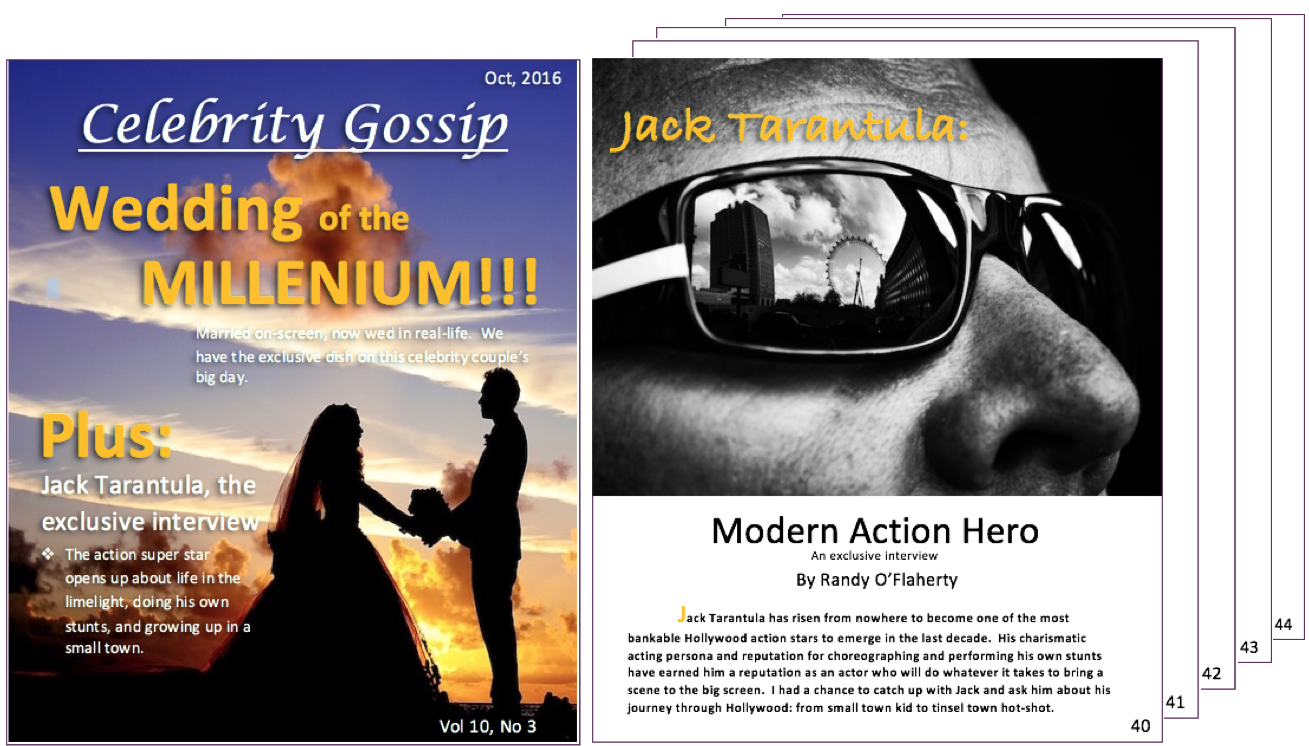 Oct, 2016
Celebrity Gossip
Wedding of the
MILLENIUM!!!
Married on-screen, now wed in real-life. We
have the exclusive dish on this celebrity couple's
big day.
Plus:
Jack Tarantula, the
exclusive interview
❖ The action super star
opens up about life in the
limelight, doing his own
stunts, and growing up in a
small town.
Vol 10, No 3
Jack Tarantula:
Modern Action Hero
An exclusive interview
By Randy O'Flaherty
Jack Tarantula has risen from nowhere to become one of the most
bankable Hollywood action stars to emerge in the last decade. His charismatic
acting persona and reputation for choreographing and performing his own stunts
have earned him a reputation as an actor who will do whatever it takes to bring a
scene to the big screen. I had a chance to catch up with Jack and ask him about his
journey through Hollywood: from small town kid to tinsel town hot-shot.
40
41
42
43
44